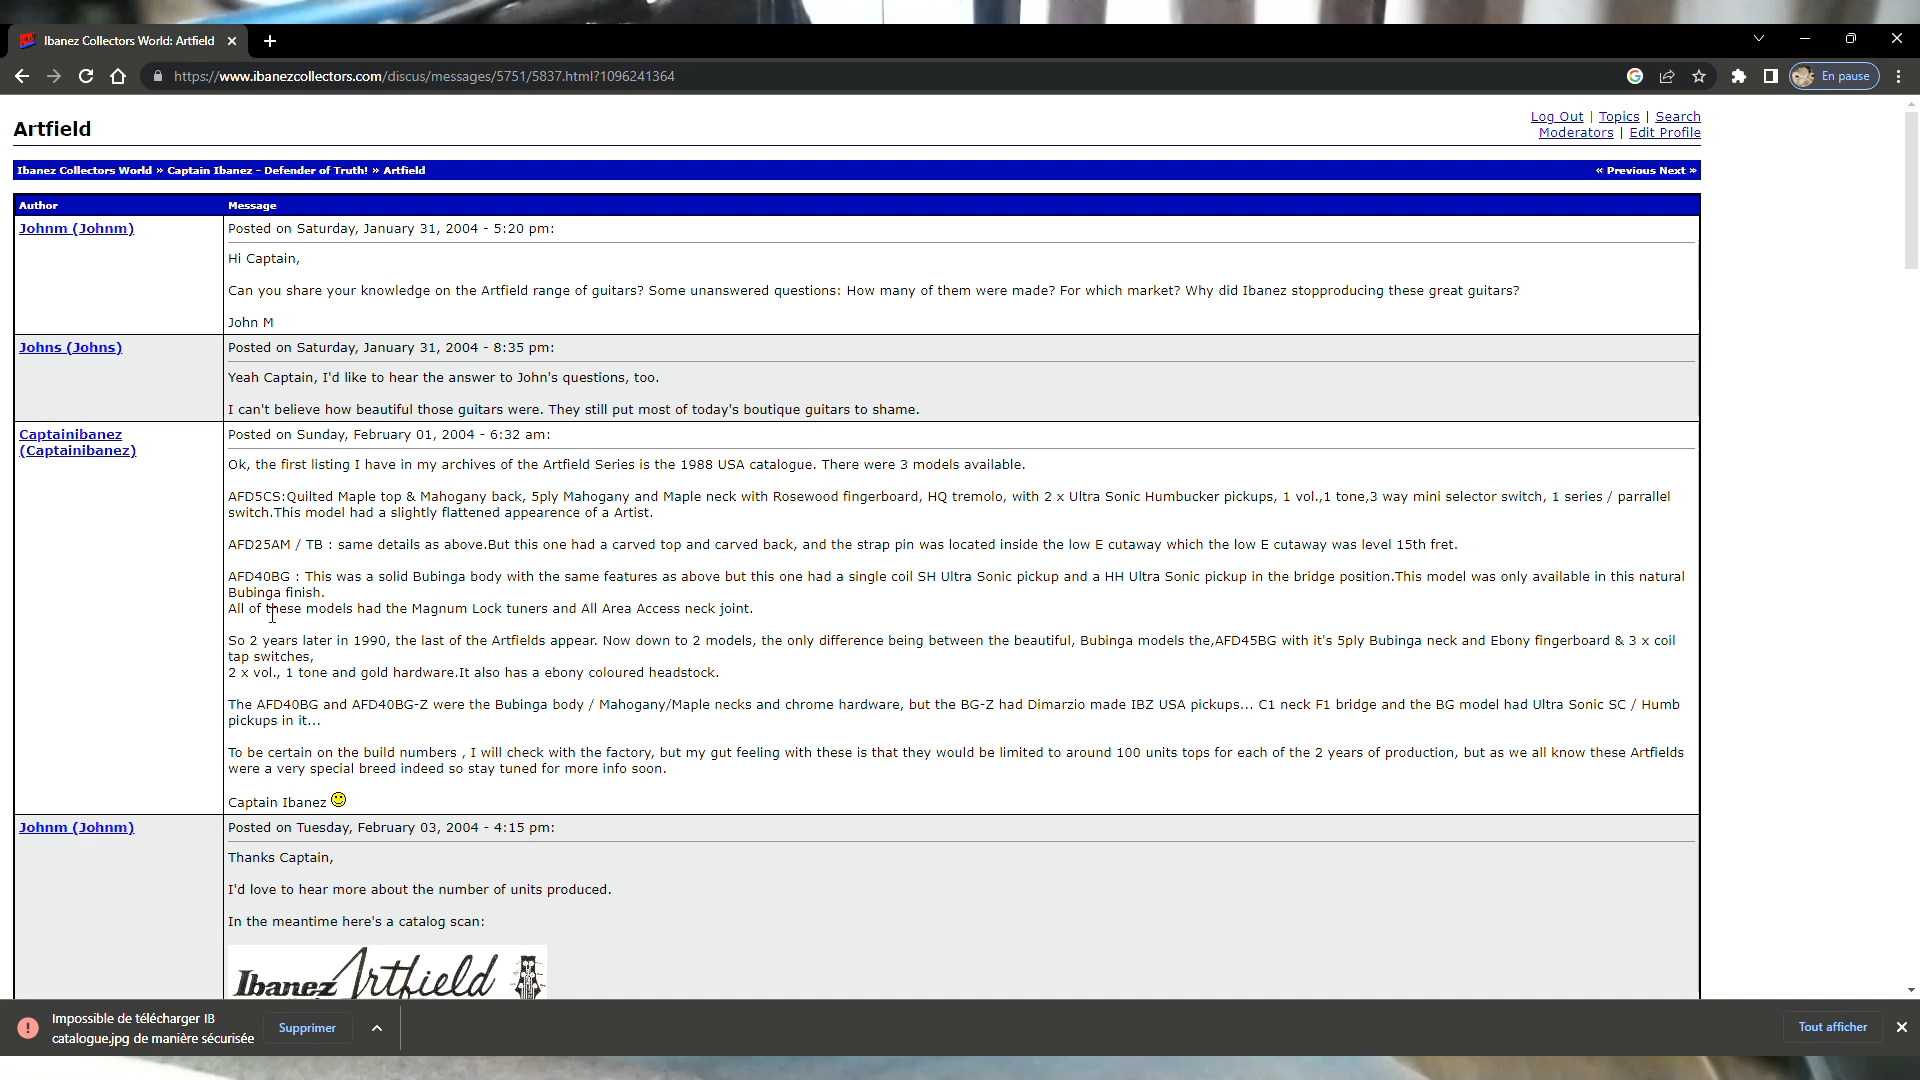 Ibanez Collectors World: Artfield
https://www.ibanezcollectors.com/discus/messages/5751/5837.html?1096241364
En pause
Artfield
Log Out | Topics | Search
Moderators | Edit Profile
Ibanez Collectors World » Captain Ibanez - Defender of Truth! » Artfield
« Previous Next »
Author
Message
Johnm (Johnm)
Posted on Saturday, January 31, 2004 - 5:20 pm:
Hi Captain,
Can you share your knowledge on the Artfield range of guitars? Some unanswered questions: How many of them were made? For which market? Why did Ibanez stopproducing these great guitars?
John M
Johns (Johns)
Posted on Saturday, January 31, 2004 - 8:35 pm:
Yeah Captain, I'd like to hear the answer to John's questions, too.
I can't believe how beautiful those guitars were. They still put most of today's boutique guitars to shame.
Captainibanez
(Captainibanez)
Posted on Sunday, February 01, 2004 - 6:32 am:
Ok, the first listing I have in my archives of the Artfield Series is the 1988 USA catalogue. There were 3 models available.
AFD5CS:Quilted Maple top & Mahogany back, 5ply Mahogany and Maple neck with Rosewood fingerboard, HQ tremolo, with 2 x Ultra Sonic Humbucker pickups, 1 vol.,1 tone,3 way mini selector switch, 1 series / parrallel
switch.This model had a slightly flattened appearence of a Artist.
AFD25AM / TB : same details as above.But this one had a carved top and carved back, and the strap pin was located inside the low E cutaway which the low E cutaway was level 15th fret.
AFD40BG : This was a solid Bubinga body with the same features as above but this one had a single coil SH Ultra Sonic pickup and a HH Ultra Sonic pickup in the bridge position.This model was only available in this natural
Bubinga finish.
All of these models had the Magnum Lock tuners and All Area Access neck joint.
So 2 years later in 1990, the last of the Artfields appear. Now down to 2 models, the only difference being between the beautiful, Bubinga models the,AFD45BG with it's 5ply Bubinga neck and Ebony fingerboard & 3 x coil
tap switches,
2 x vol., 1 tone and gold hardware.It also has a ebony coloured headstock.
The AFD40BG and AFD40BG-Z were the Bubinga body / Mahogany/Maple necks and chrome hardware, but the BG-Z had Dimarzio made IBZ USA pickups... C1 neck F1 bridge and the BG model had Ultra Sonic SC / Humb
pickups in it...
To be certain on the build numbers , I will check with the factory, but my gut feeling with these is that they would be limited to around 100 units tops for each of the 2 years of production, but as we all know these Artfields
were a very special breed indeed so stay tuned for more info soon.
Captain Ibanez
Johnm (Johnm)
Posted on Tuesday, February 03, 2004 - 4:15 pm:
Thanks Captain,
I'd love to hear more about the number of units produced.
In the meantime here's a catalog scan:
Ibanez Artfield
Impossible de télécharger IB
catalogue.jpg de manière sécurisée
Supprimer
Tout afficher